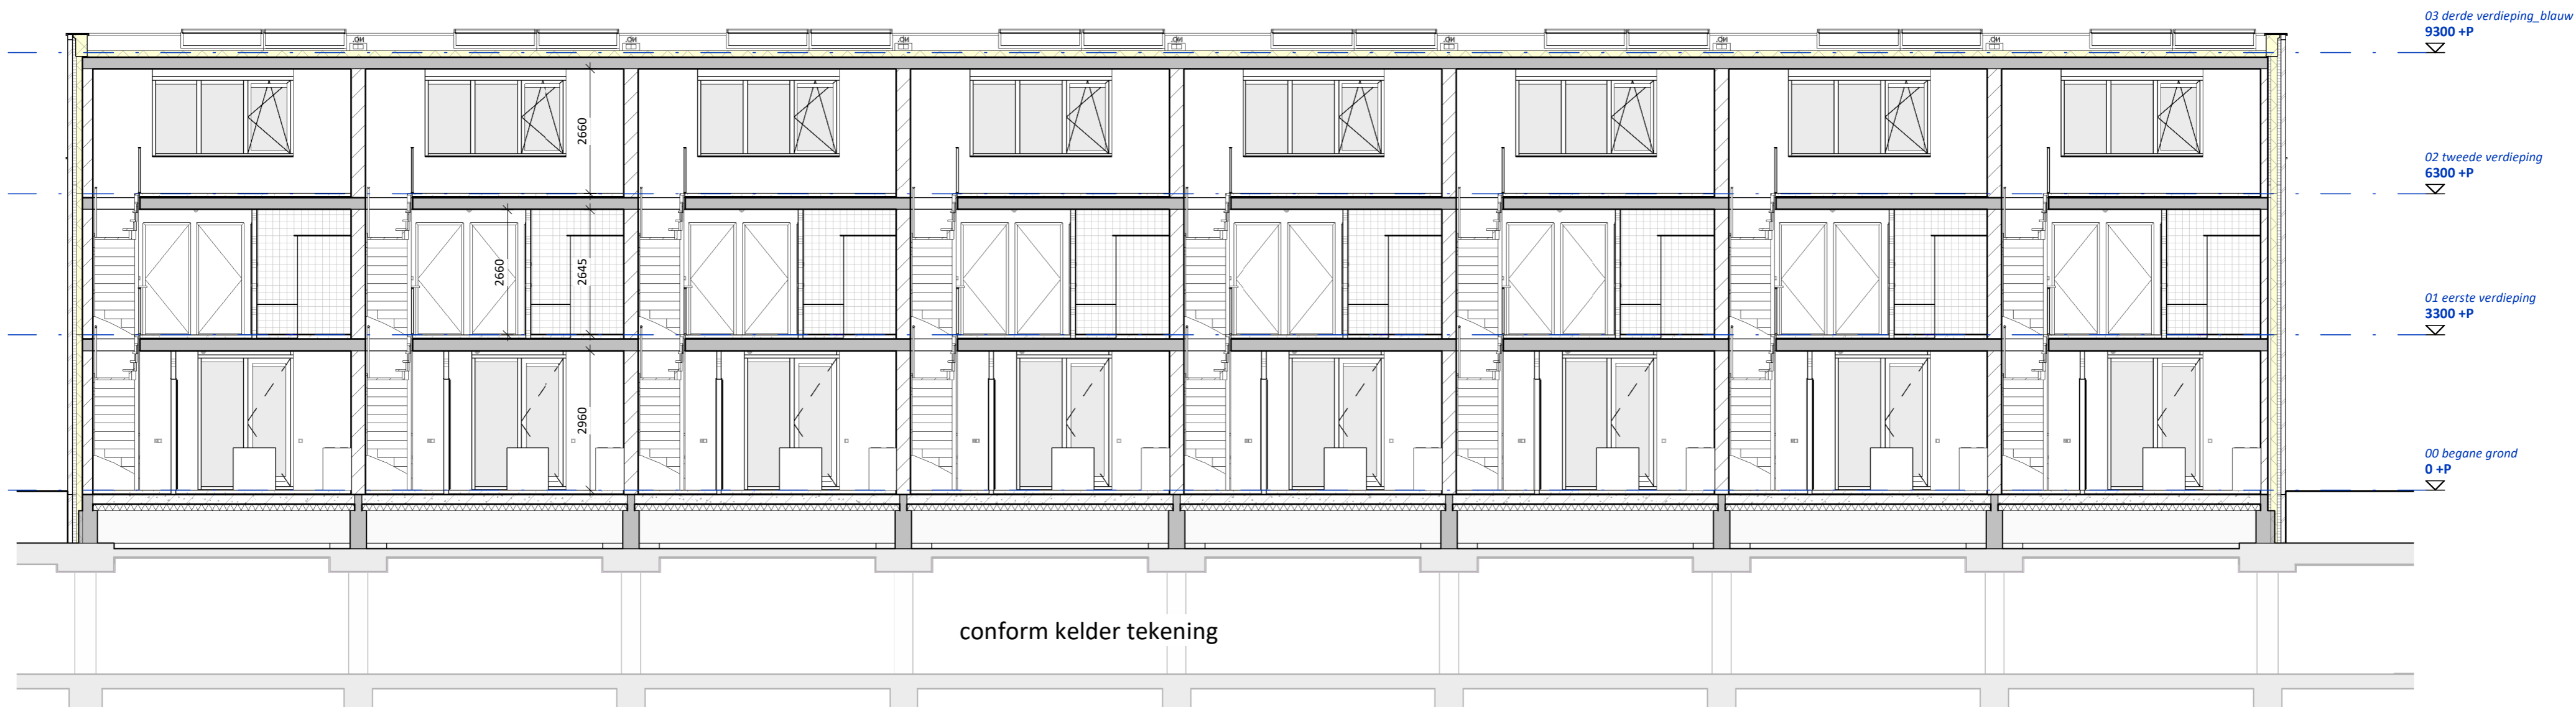 03 derde verdieping_blauw
9300 +P
2660
02 tweede verdieping
6300 +P
2660
2645
01 eerste verdieping
3300 +P
2960
00 begane grond
0 +P
conform kelder tekening